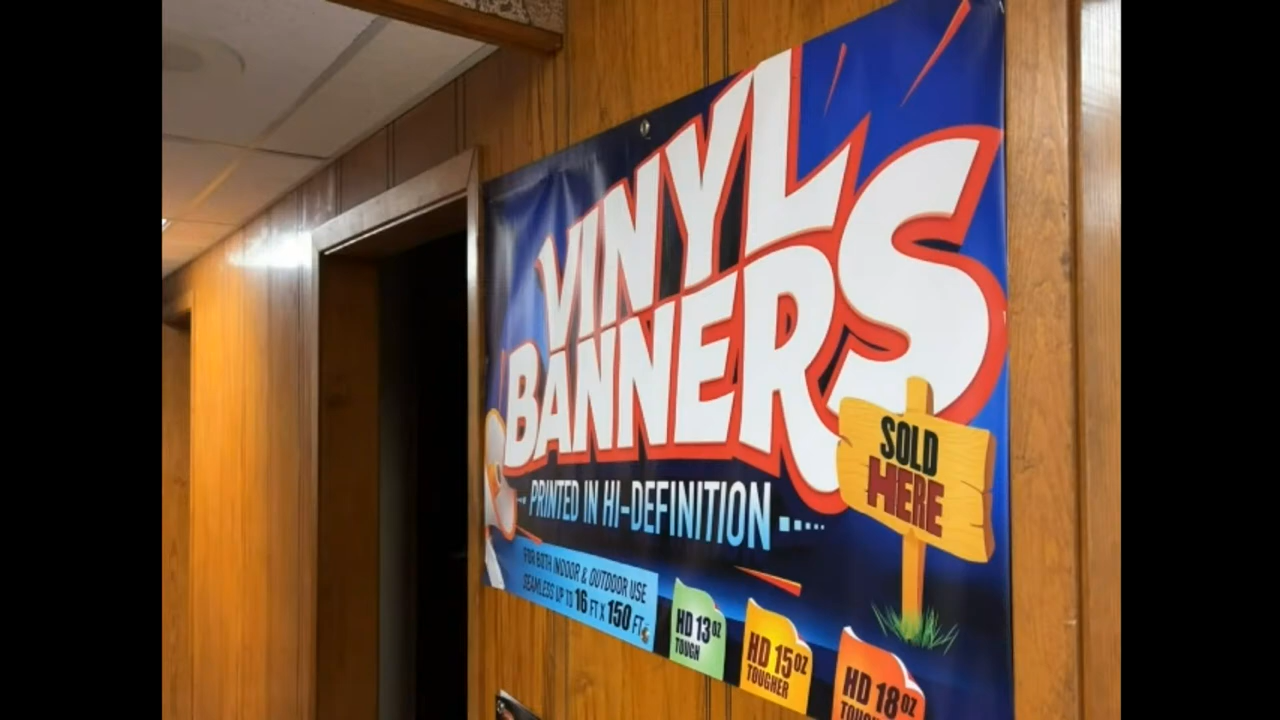 VINYL
BANNERS
SOLD
HERE
PRINTED IN HI-DEFINITION
FOR BOTH INDOOR & OUTDOOR USE
SEAMLESS UP TO 16 FT X 150 FT.
HD 13OZ
TOUGH
HD 15OZ
TOUGHER
HD 18OZ